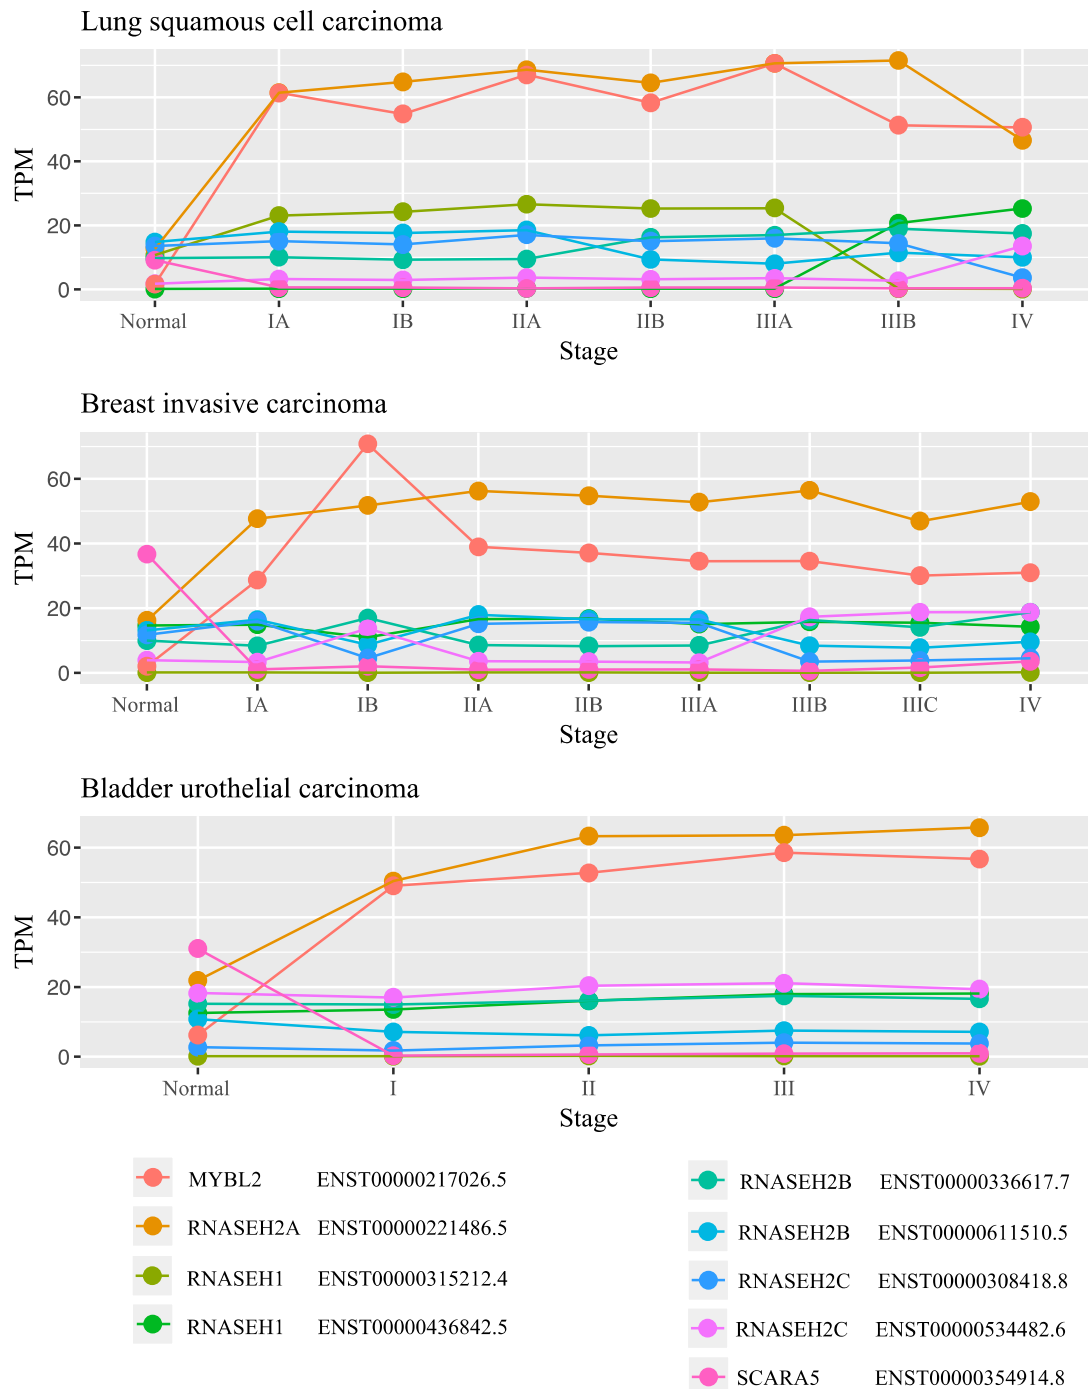 Lung squamous cell carcinoma
60
40
20
0
TPM
Normal IA IB IIA IIB IIIA IIIB IV
Stage
Breast invasive carcinoma
60
40
20
0
TPM
Normal IA IB IIA IIB IIIA IIIB IIIC IV
Stage
Bladder urothelial carcinoma
60
40
20
0
TPM
Normal I II III IV
Stage
MYBL2 ENST00000217026.5
RNASEH2A ENST00000221486.5
RNASEH1 ENST00000315212.4
RNASEH1 ENST00000436842.5
RNASEH2B ENST00000336617.7
RNASEH2B ENST00000611510.5
RNASEH2C ENST00000308418.8
RNASEH2C ENST00000534482.6
SCARA5 ENST00000354914.8